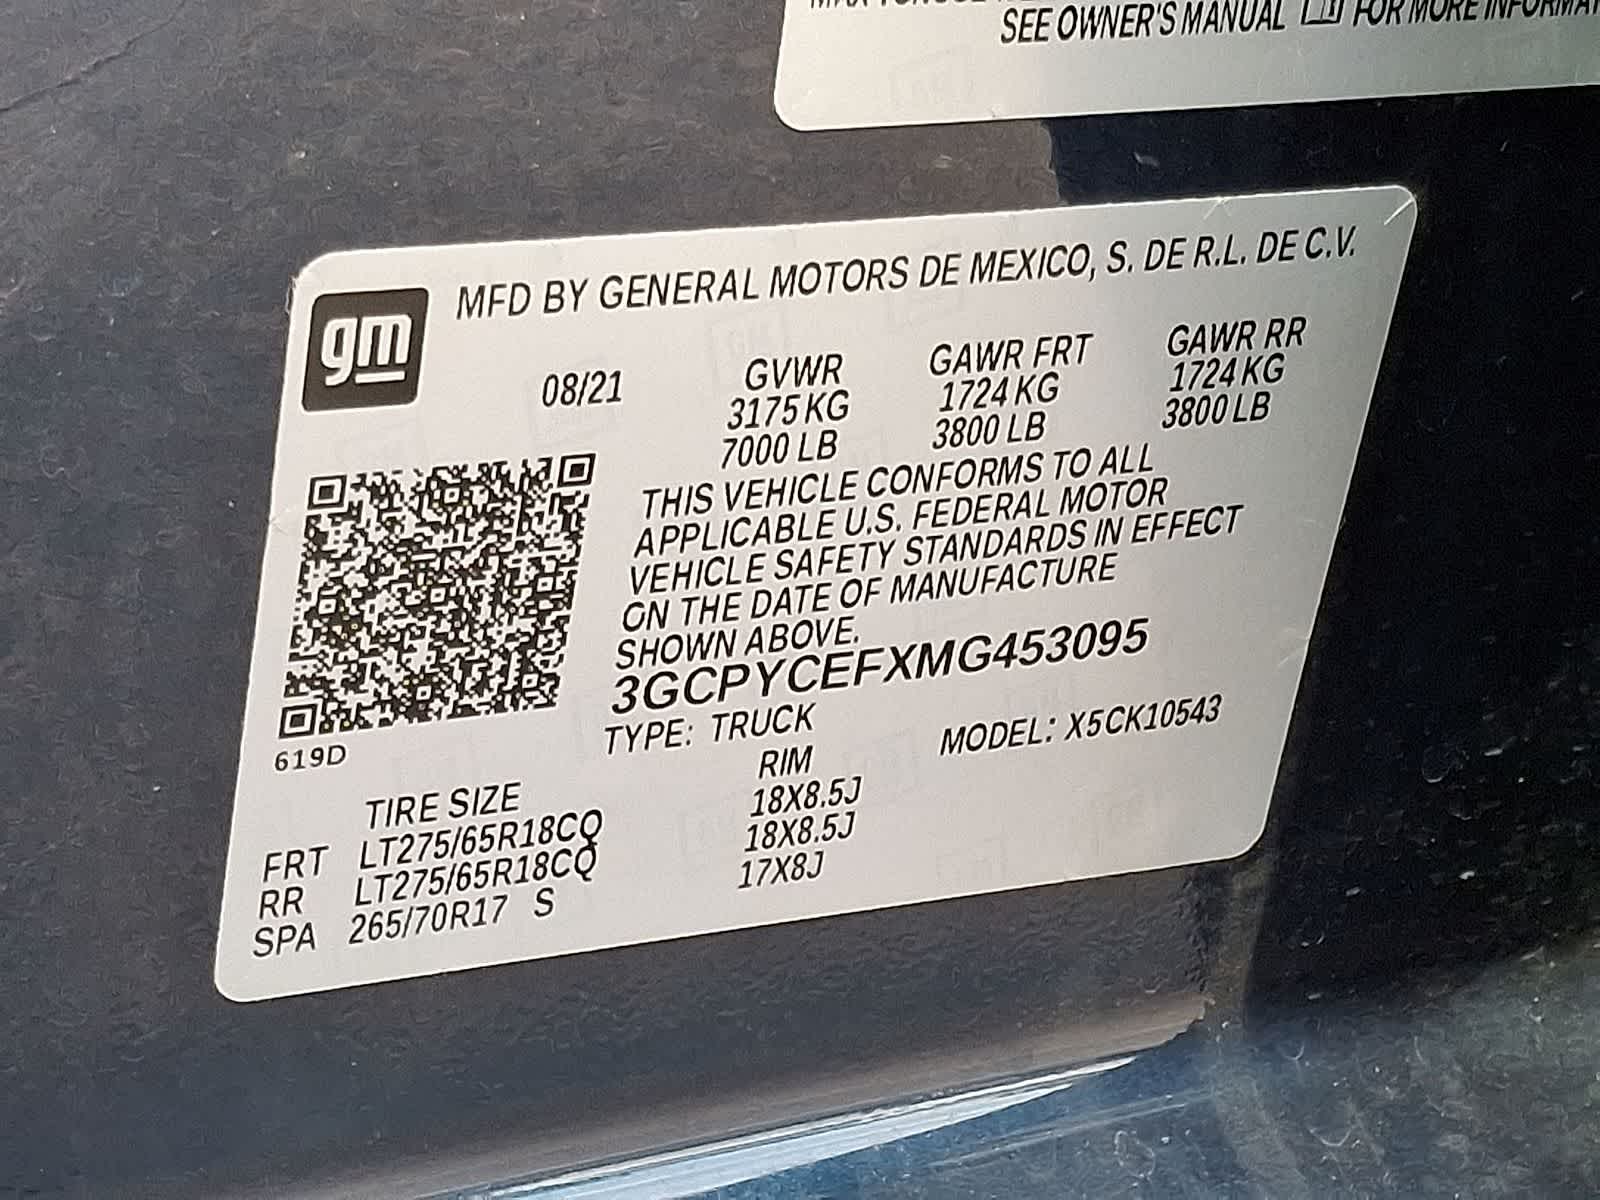 SEE OWNER'S MANUAL FOR MORE
gm
MFD BY GENERAL MOTORS DE MEXICO, S. DE R.L. DE C.V.
08/21 GVWR GAWR FRT GAWR RR
3175 KG 1724 KG 1724 KG
7000 LB 3800 LB 3800 LB
THIS VEHICLE CONFORMS TO ALL
APPLICABLE U.S. FEDERAL MOTOR
VEHICLE SAFETY STANDARDS IN EFFECT
ON THE DATE OF MANUFACTURE
SHOWN ABOVE.
3GCPYCEFXMG453095
TYPE: TRUCK MODEL: X5CK10543
619D
TIRE SIZE RIM
FRT LT275/65R18CQ 18X8.5J
RR LT275/65R18CQ 18X8.5J
SPA 265/70R17 S 17X8J